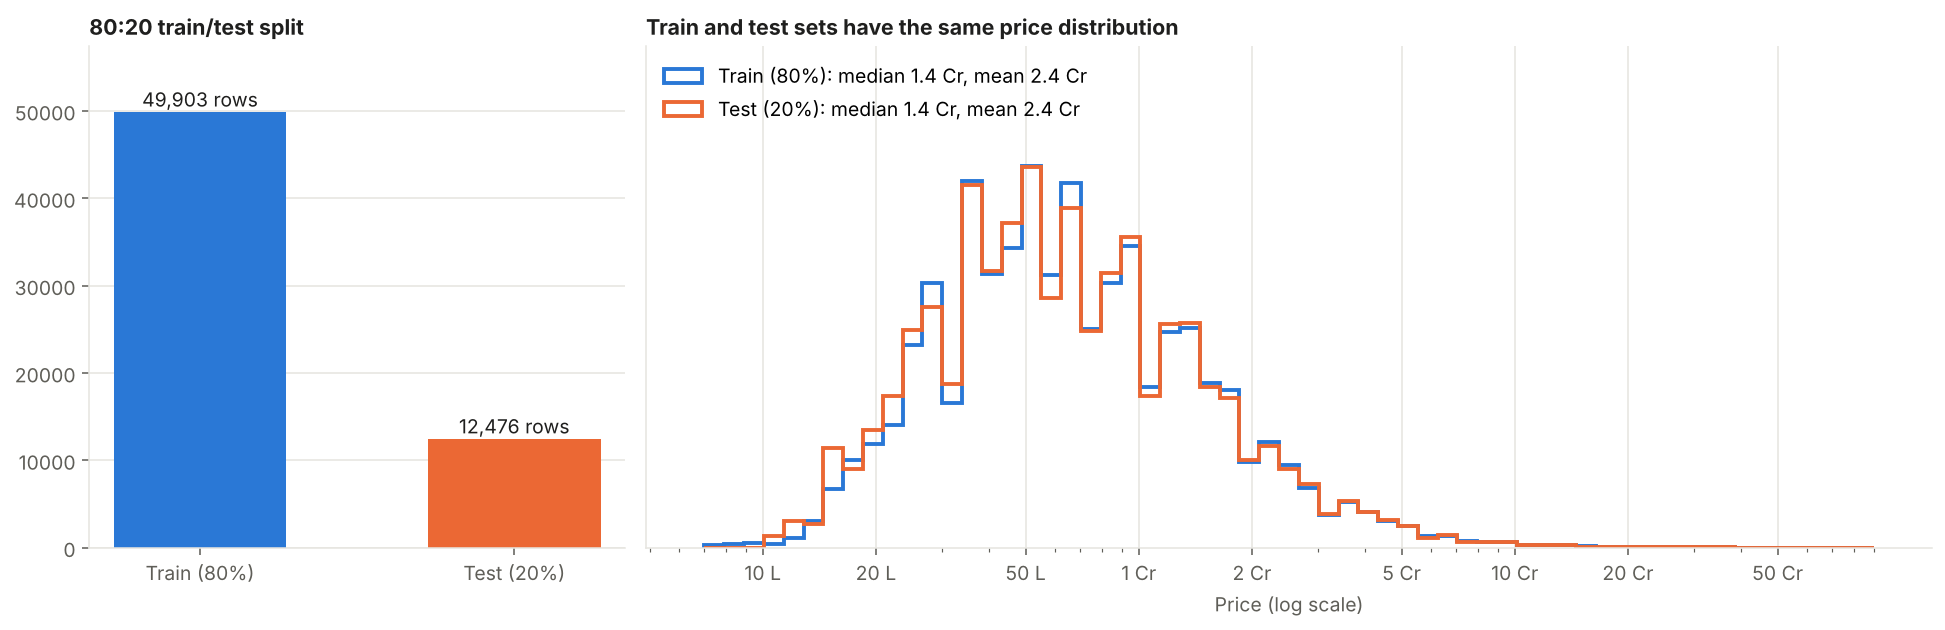 80:20 train/test split
49,903 rows
12,476 rows
50000
40000
30000
20000
10000
0
Train (80%)
Test (20%)
Train and test sets have the same price distribution
Train (80%): median 1.4 Cr, mean 2.4 Cr
Test (20%): median 1.4 Cr, mean 2.4 Cr
10 L
20 L
50 L
1 Cr
2 Cr
5 Cr
10 Cr
20 Cr
50 Cr
Price (log scale)